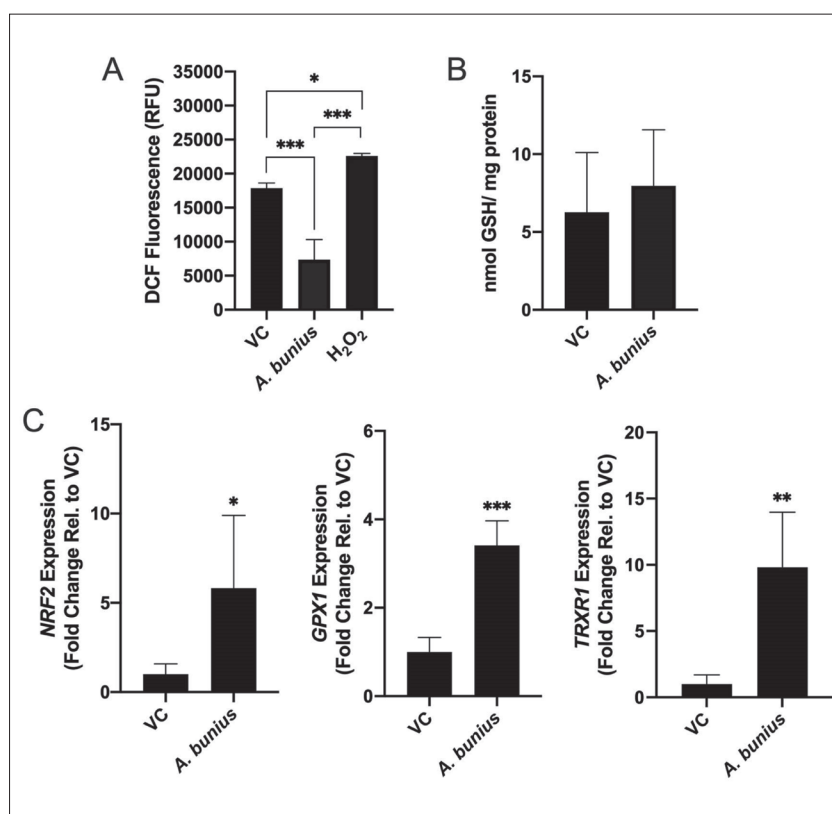 A
DCF Fluorescence (RFU)
35000
30000
25000
20000
15000
10000
5000
0
*
***
***
VC
A. bunius
H₂O₂
B
nmol GSH/ mg protein
15
10
5
0
VC
A. bunius
C
NRF2 Expression
(Fold Change Rel. to VC)
15
10
5
0
*
VC
A. bunius
GPX1 Expression
(Fold Change Rel. to VC)
6
4
2
0
***
VC
A. bunius
TRXR1 Expression
(Fold Change Rel. to VC)
20
15
10
5
0
**
VC
A. bunius